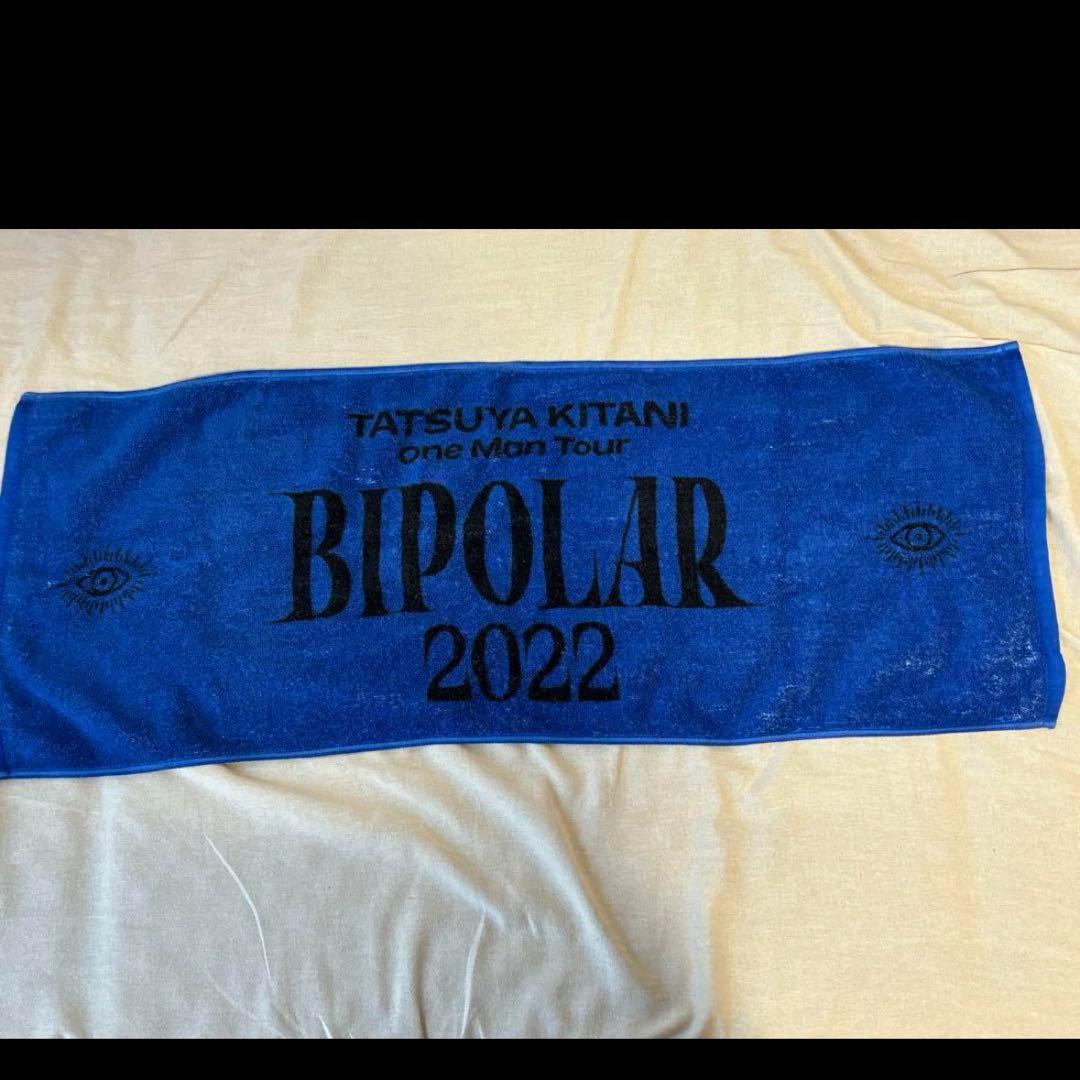 TATSUYA KITANI
one Man Tour
BIPOLAR
2022